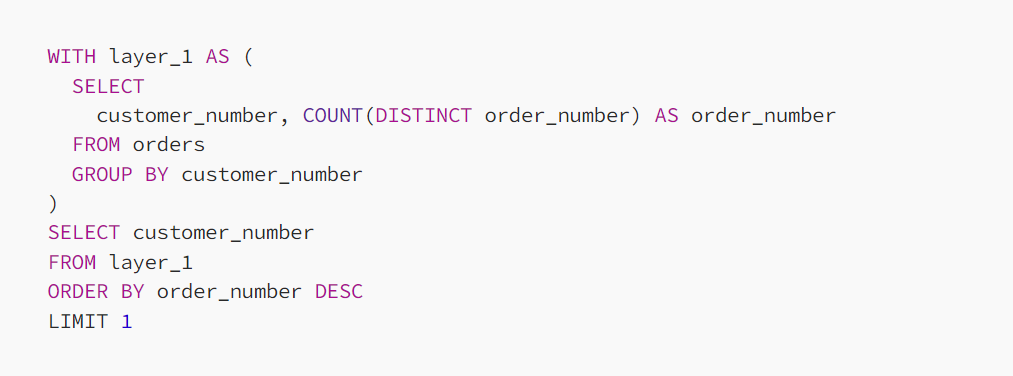 WITH layer_1 AS (
  SELECT
    customer_number, COUNT(DISTINCT order_number) AS order_number
  FROM orders
  GROUP BY customer_number
)
SELECT customer_number
FROM layer_1
ORDER BY order_number DESC
LIMIT 1